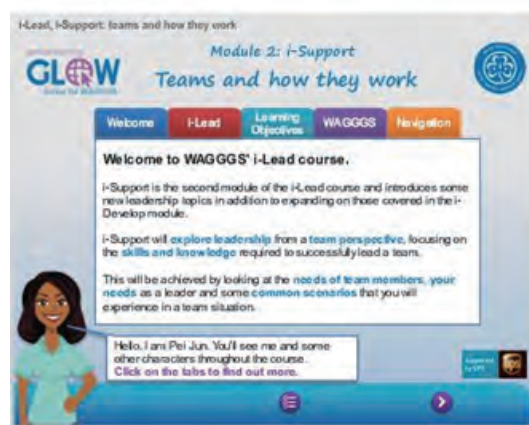 i-Lead, i-Support: teams and how they work
GLOW
Module 2: i-Support
Teams and how they work
Welcome
i-Lead
Learning
Objectives
WAGGGS
Navigation
Welcome to WAGGGS' i-Lead course.
i-Support is the second module of the i-Lead course and introduces some
new leadership topics in addition to expanding on those covered in the i-
Develop module.
i-Support will explore leadership from a team perspective, focusing on
the skills and knowledge required to successfully lead a team.
This will be achieved by looking at the needs of team members, your
needs as a leader and some common scenarios that you will
experience in a team situation.
Hello, I am Pei Jun. You'll see me and some
other characters throughout the course.
Click on the tabs to find out more.
Supported
by UPS